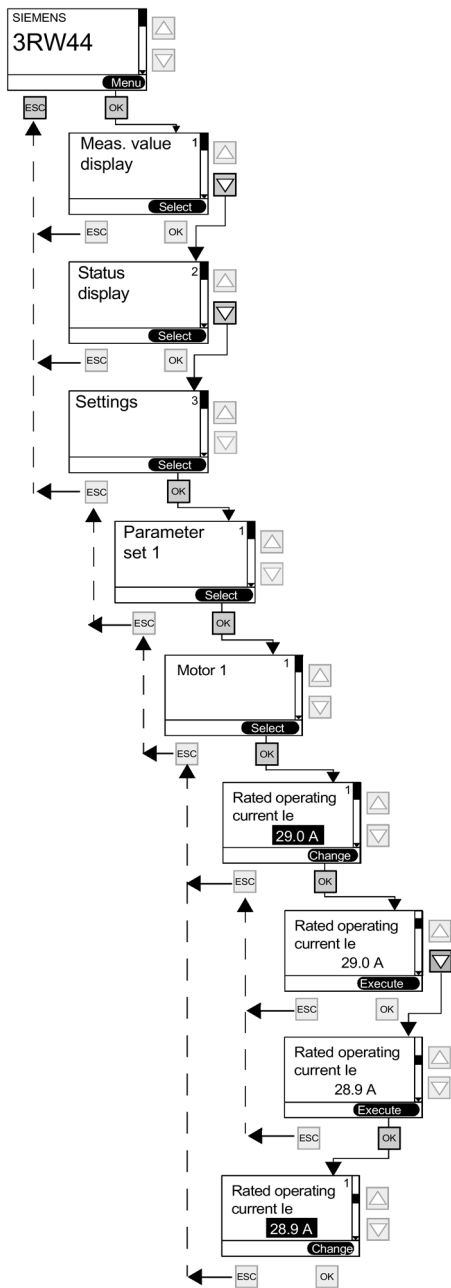 SIEMENS
3RW44
Menu
ESC
OK
Meas. value
display
1
Select
ESC
OK
Status
display
2
Select
ESC
OK
Settings
3
Select
ESC
OK
Parameter
set 1
1
Select
ESC
OK
Motor 1
1
Select
ESC
OK
Rated operating
current Ie
1
29.0 A
Change
ESC
OK
Rated operating
current Ie
29.0 A
Execute
ESC
OK
Rated operating
current Ie
28.9 A
Execute
ESC
OK
Rated operating
current Ie
1
28.9 A
Change
ESC
OK